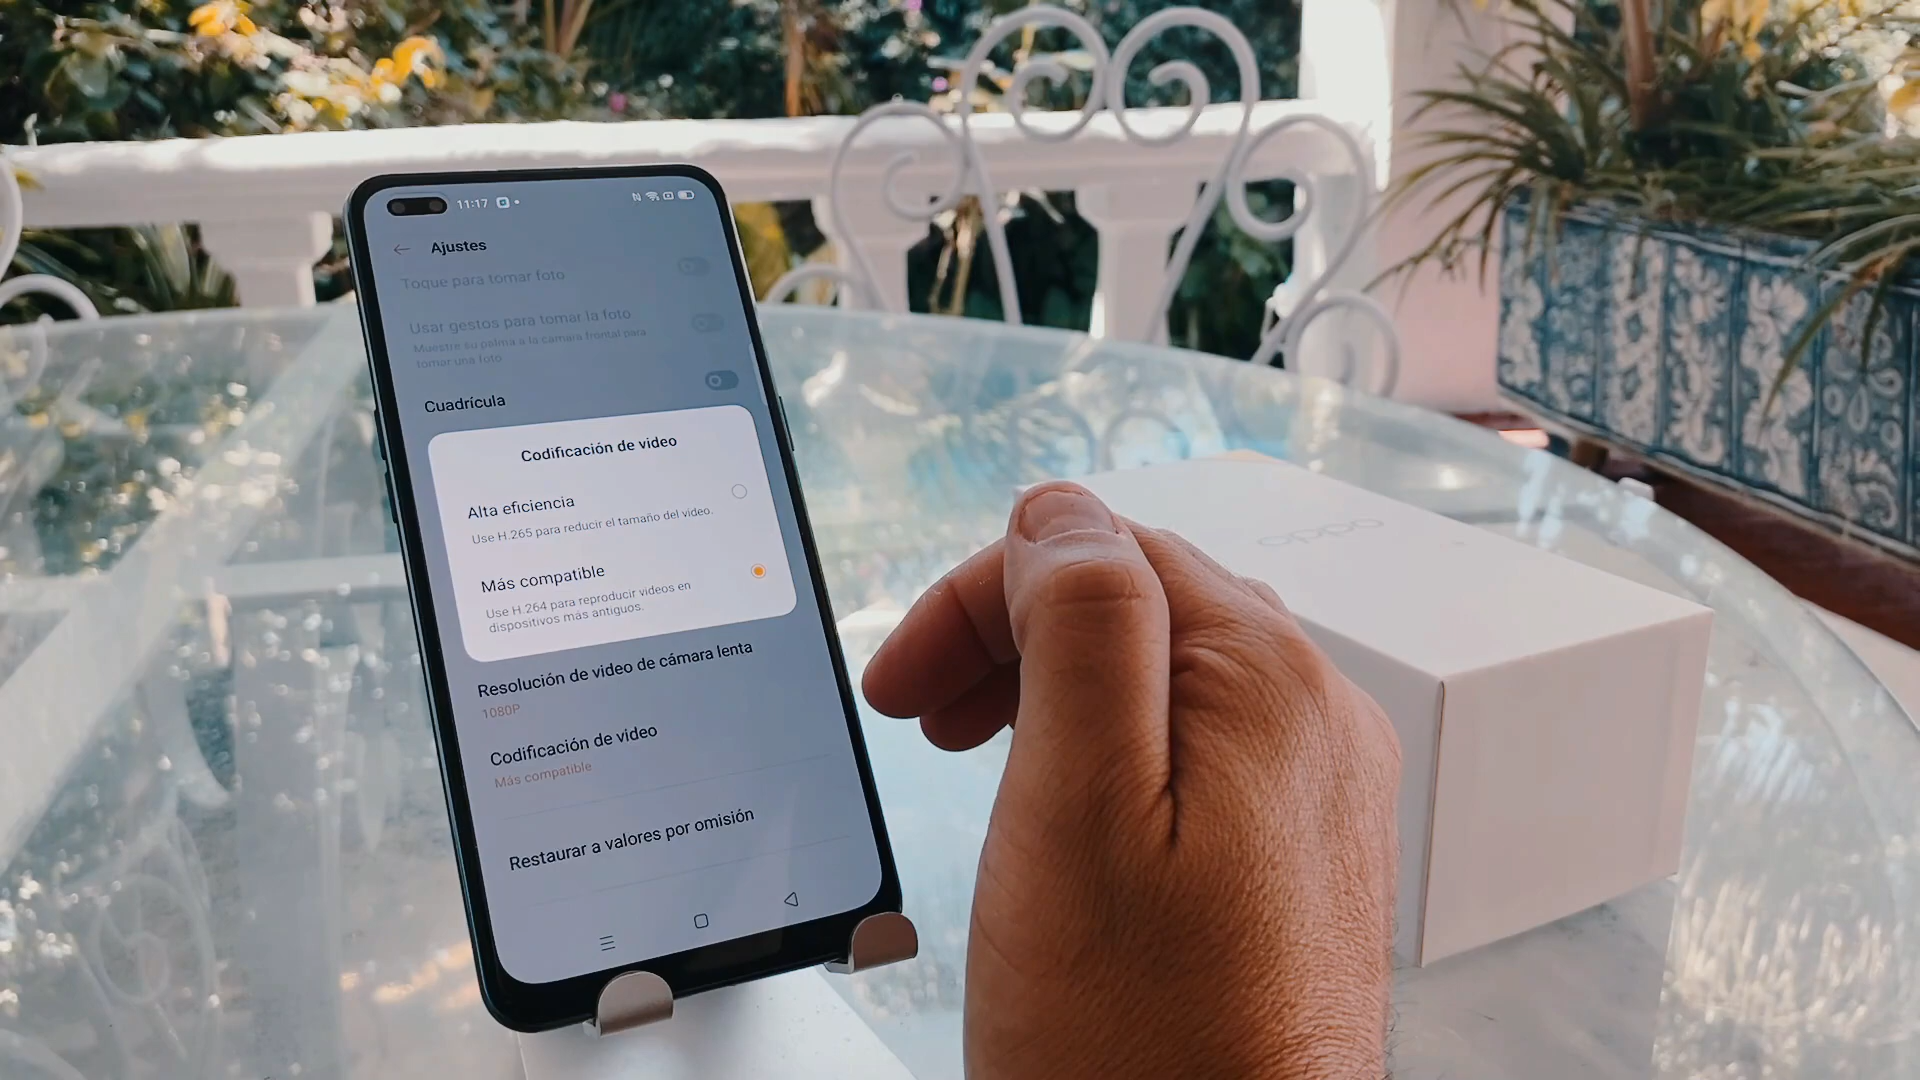 11:17
Ajustes
Toque para tomar foto
Usar gestos para tomar la foto
Muestre su palma a la cámara frontal para
tomar una foto
Cuadrícula
Codificación de video
Alta eficiencia
Use H.265 para reducir el tamaño del video.
Más compatible
Use H.264 para reproducir videos en
dispositivos más antiguos.
Resolución de video de cámara lenta
1080P
Codificación de video
Más compatible
Restaurar a valores por omisión
oppo